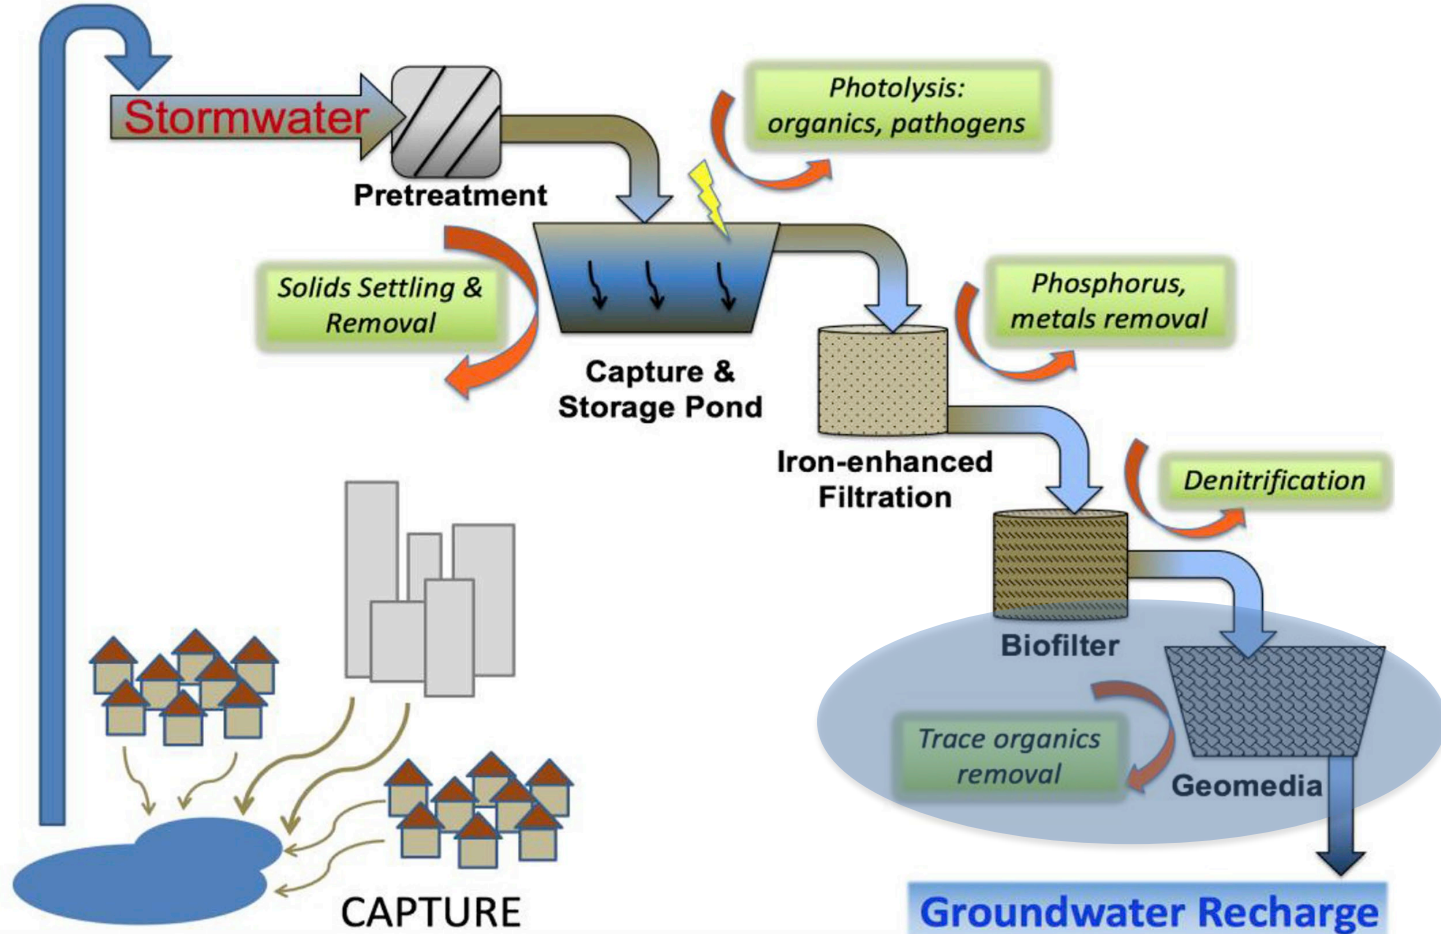 Stormwater
Pretreatment
Photolysis:
organics, pathogens
Solids Settling &
Removal
Capture &
Storage Pond
Phosphorus,
metals removal
Iron-enhanced
Filtration
Denitrification
Biofilter
Trace organics
removal
Geomedia
CAPTURE
Groundwater Recharge